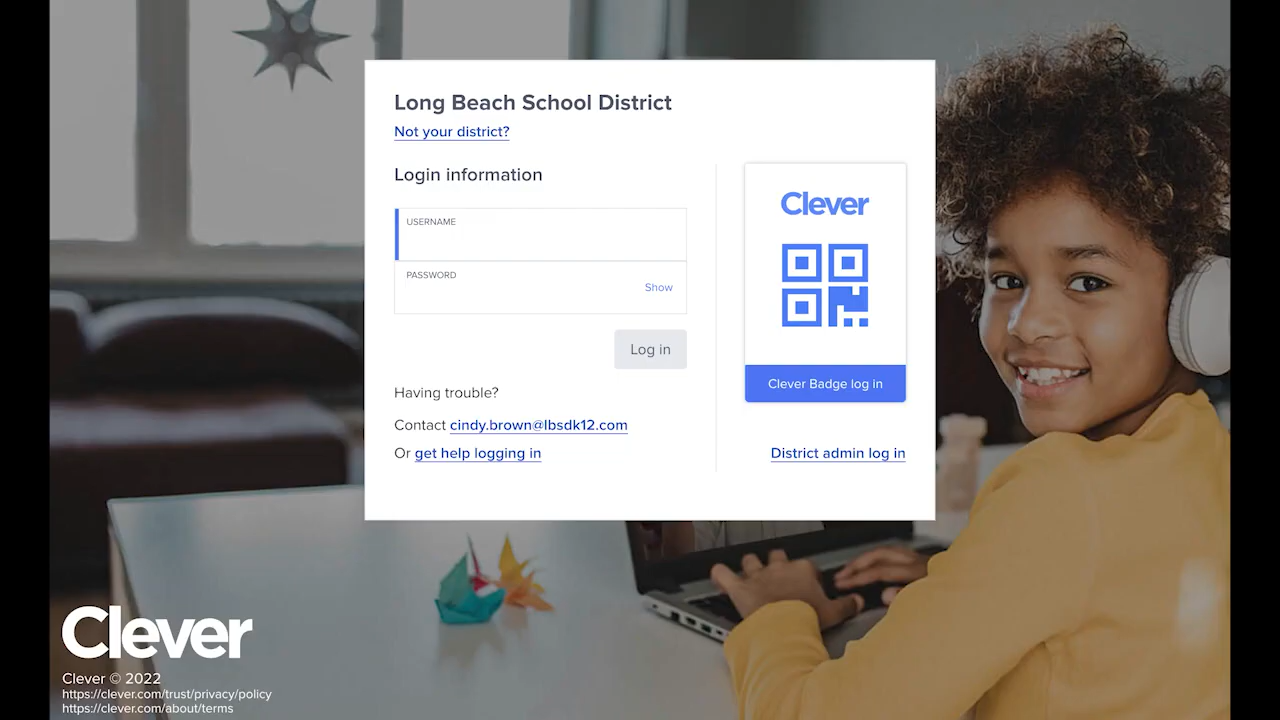 Long Beach School District
Not your district?
Login information
USERNAME
PASSWORD
Show
Log in
Having trouble?
Contact cindy.brown@lbsdk12.com
Or get help logging in
Clever
Clever Badge log in
District admin log in
Clever
Clever © 2022
https://clever.com/trust/privacy/policy
https://clever.com/about/terms